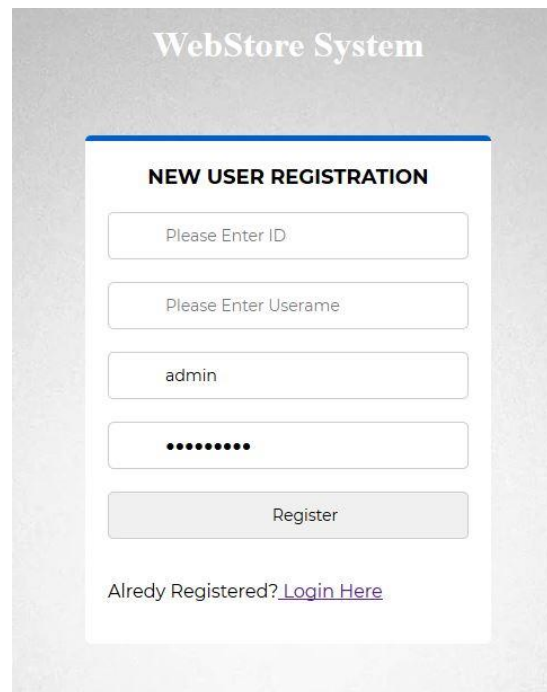 WebStore System
NEW USER REGISTRATION
Please Enter ID
Please Enter Userame
admin
•••••••••
Register
Alredy Registered? Login Here